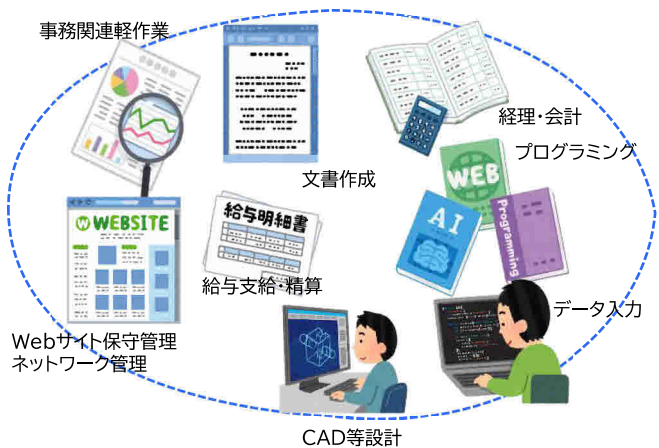 事務関連軽作業
経理・会計
プログラミング
文書作成
WEB
AI
Programming
W WEBSITE
給与明細書
給与支給・精算
データ入力
Webサイト保守管理
ネットワーク管理
CAD等設計